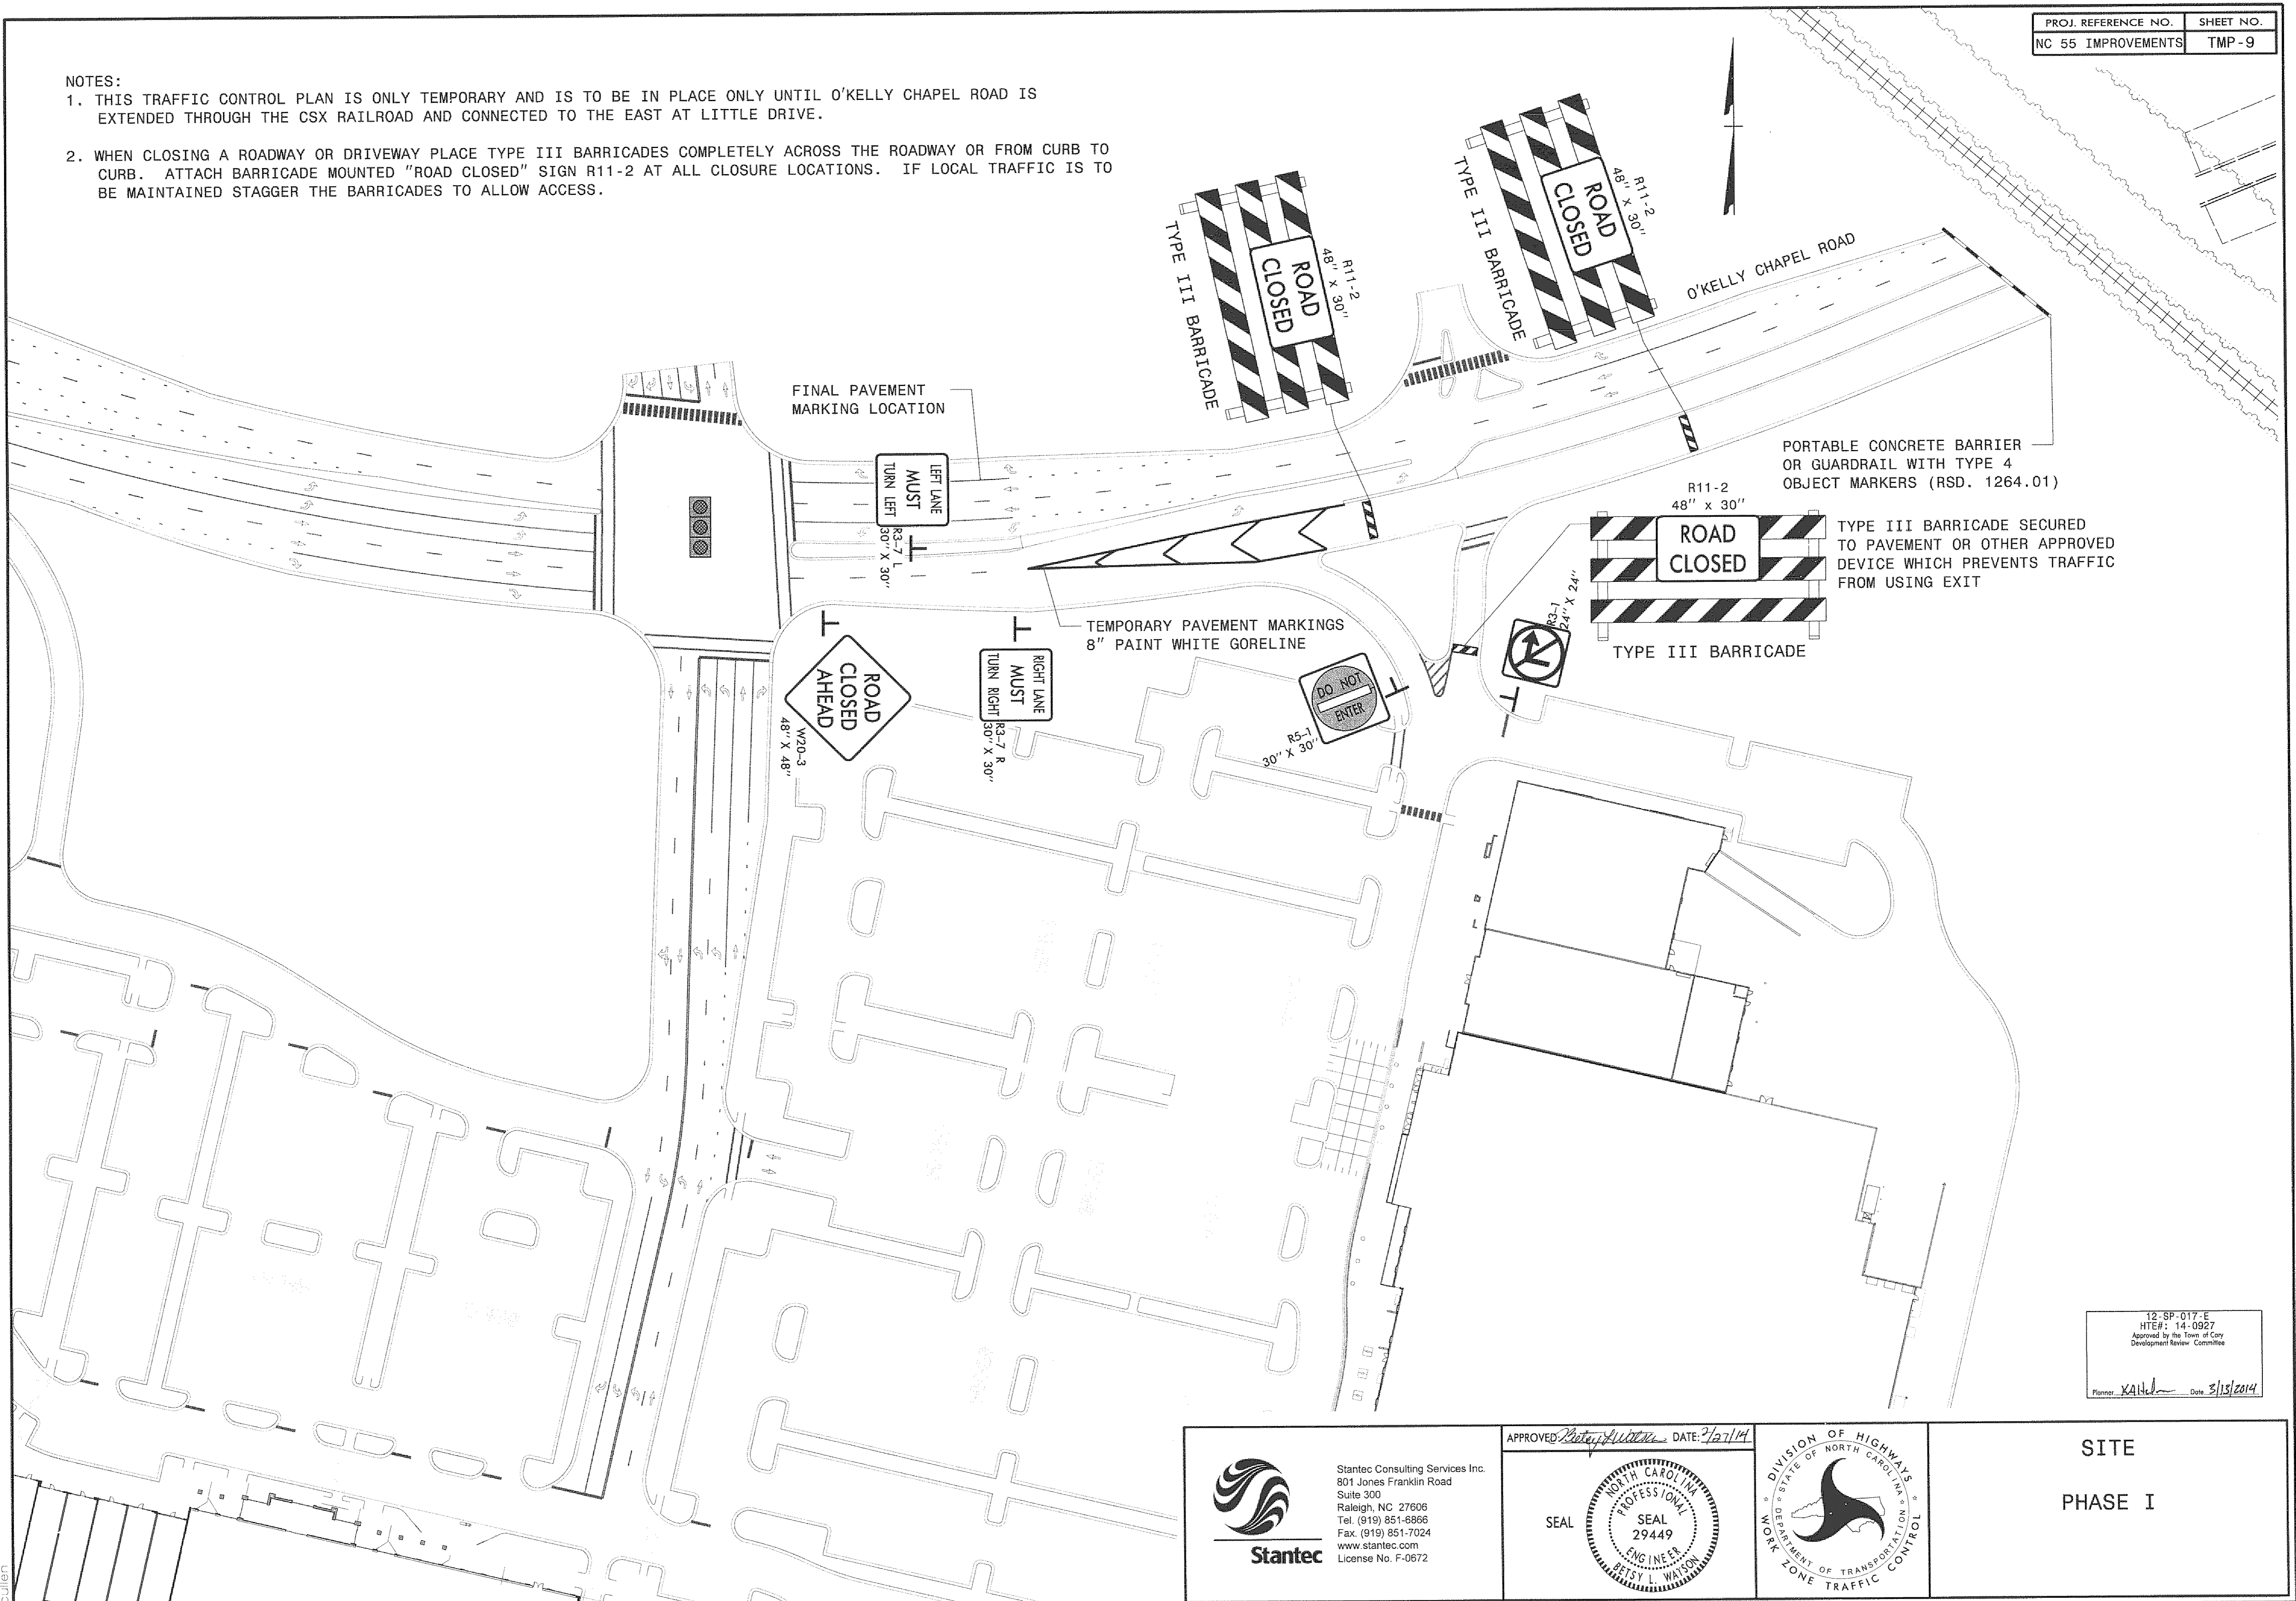 PROJ. REFERENCE NO. SHEET NO.
NC 55 IMPROVEMENTS TMP-9
NOTES:
1. THIS TRAFFIC CONTROL PLAN IS ONLY TEMPORARY AND IS TO BE IN PLACE ONLY UNTIL O'KELLY CHAPEL ROAD IS
EXTENDED THROUGH THE CSX RAILROAD AND CONNECTED TO THE EAST AT LITTLE DRIVE.
2. WHEN CLOSING A ROADWAY OR DRIVEWAY PLACE TYPE III BARRICADES COMPLETELY ACROSS THE ROADWAY OR FROM CURB TO
CURB. ATTACH BARRICADE MOUNTED "ROAD CLOSED" SIGN R11-2 AT ALL CLOSURE LOCATIONS. IF LOCAL TRAFFIC IS TO
BE MAINTAINED STAGGER THE BARRICADES TO ALLOW ACCESS.
TYPE III BARRICADE
ROAD
CLOSED
R11-2
48" x 30"
TYPE III BARRICADE
ROAD
CLOSED
R11-2
48" x 30"
O'KELLY CHAPEL ROAD
FINAL PAVEMENT
MARKING LOCATION
LEFT LANE
MUST
TURN LEFT
R3-7 L
30" X 30"
PORTABLE CONCRETE BARRIER
OR GUARDRAIL WITH TYPE 4
OBJECT MARKERS (RSD. 1264.01)
R11-2
48" x 30"
ROAD
CLOSED
TYPE III BARRICADE
TYPE III BARRICADE SECURED
TO PAVEMENT OR OTHER APPROVED
DEVICE WHICH PREVENTS TRAFFIC
FROM USING EXIT
R3-1
24" X 24"
TEMPORARY PAVEMENT MARKINGS
8" PAINT WHITE GORELINE
ROAD
CLOSED
AHEAD
W20-3
48" X 48"
RIGHT LANE
MUST
TURN RIGHT
R3-7 R
30" X 30"
DO NOT
ENTER
R5-1
30" X 30"
12-SP-017-E
HTE#: 14-0927
Approved by the Town of Cary
Development Review Committee
Planner Date 3/13/2014
Stantec
Stantec Consulting Services Inc.
801 Jones Franklin Road
Suite 300
Raleigh, NC 27606
Tel. (919) 851-6866
Fax. (919) 851-7024
www.stantec.com
License No. F-0672
APPROVED: Betsy L Watson DATE: 2/27/14
SEAL
NORTH CAROLINA
PROFESSIONAL
SEAL
29449
ENGINEER
BETSY L. WATSON
DIVISION OF HIGHWAYS
STATE OF NORTH CAROLINA
DEPARTMENT OF TRANSPORTATION
WORK ZONE TRAFFIC CONTROL
SITE
PHASE I